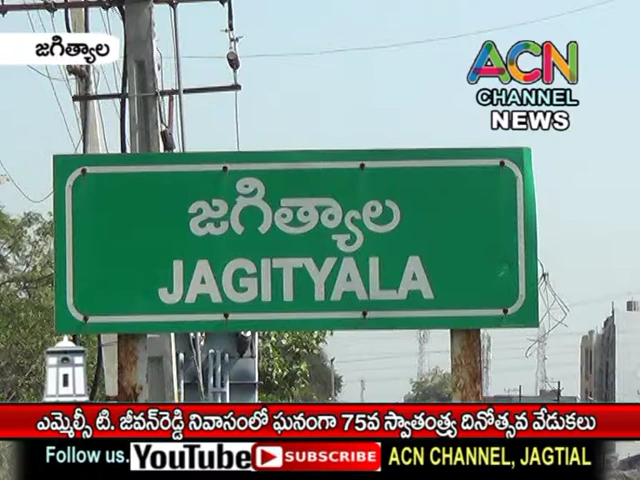 జగిత్యాల
ACN
CHANNEL
NEWS
జగిత్యాల
JAGITYALA
ఎమ్మెల్సీ టి. జీవన్‌రెడ్డి నివాసంలో ఘనంగా 75వ స్వాతంత్ర్య దినోత్సవ వేడుకలు
Follow us. YouTube SUBSCRIBE ACN CHANNEL, JAGTIAL